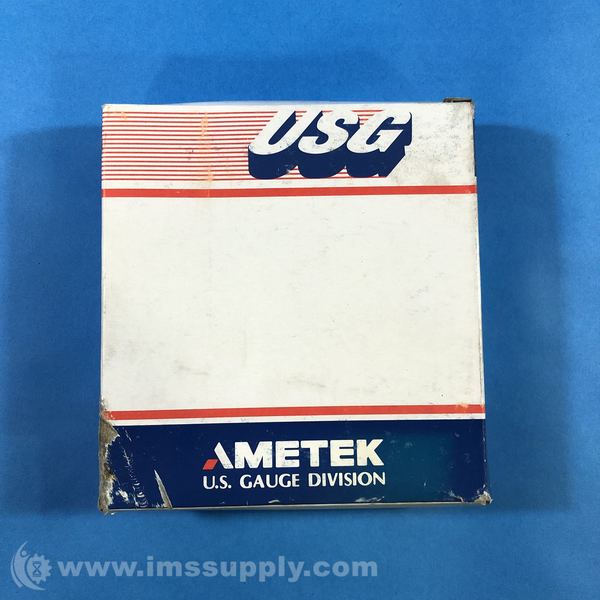 USG
AMETEK
U.S. GAUGE DIVISION
www.imssupply.com